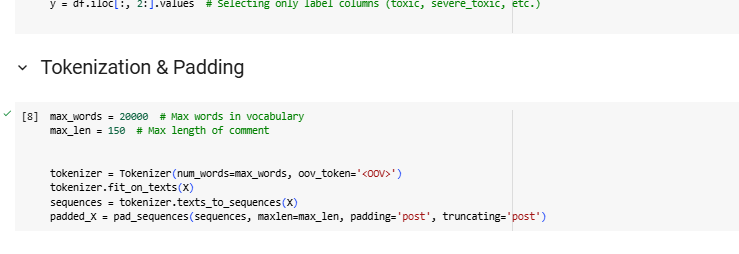 y = df.iloc[:, 2:].values  # Selecting only label columns (toxic, severe_toxic, etc.)
Tokenization & Padding
[8] max_words = 20000  # Max words in vocabulary
max_len = 150  # Max length of comment
tokenizer = Tokenizer(num_words=max_words, oov_token='<OOV>')
tokenizer.fit_on_texts(X)
sequences = tokenizer.texts_to_sequences(X)
padded_X = pad_sequences(sequences, maxlen=max_len, padding='post', truncating='post')